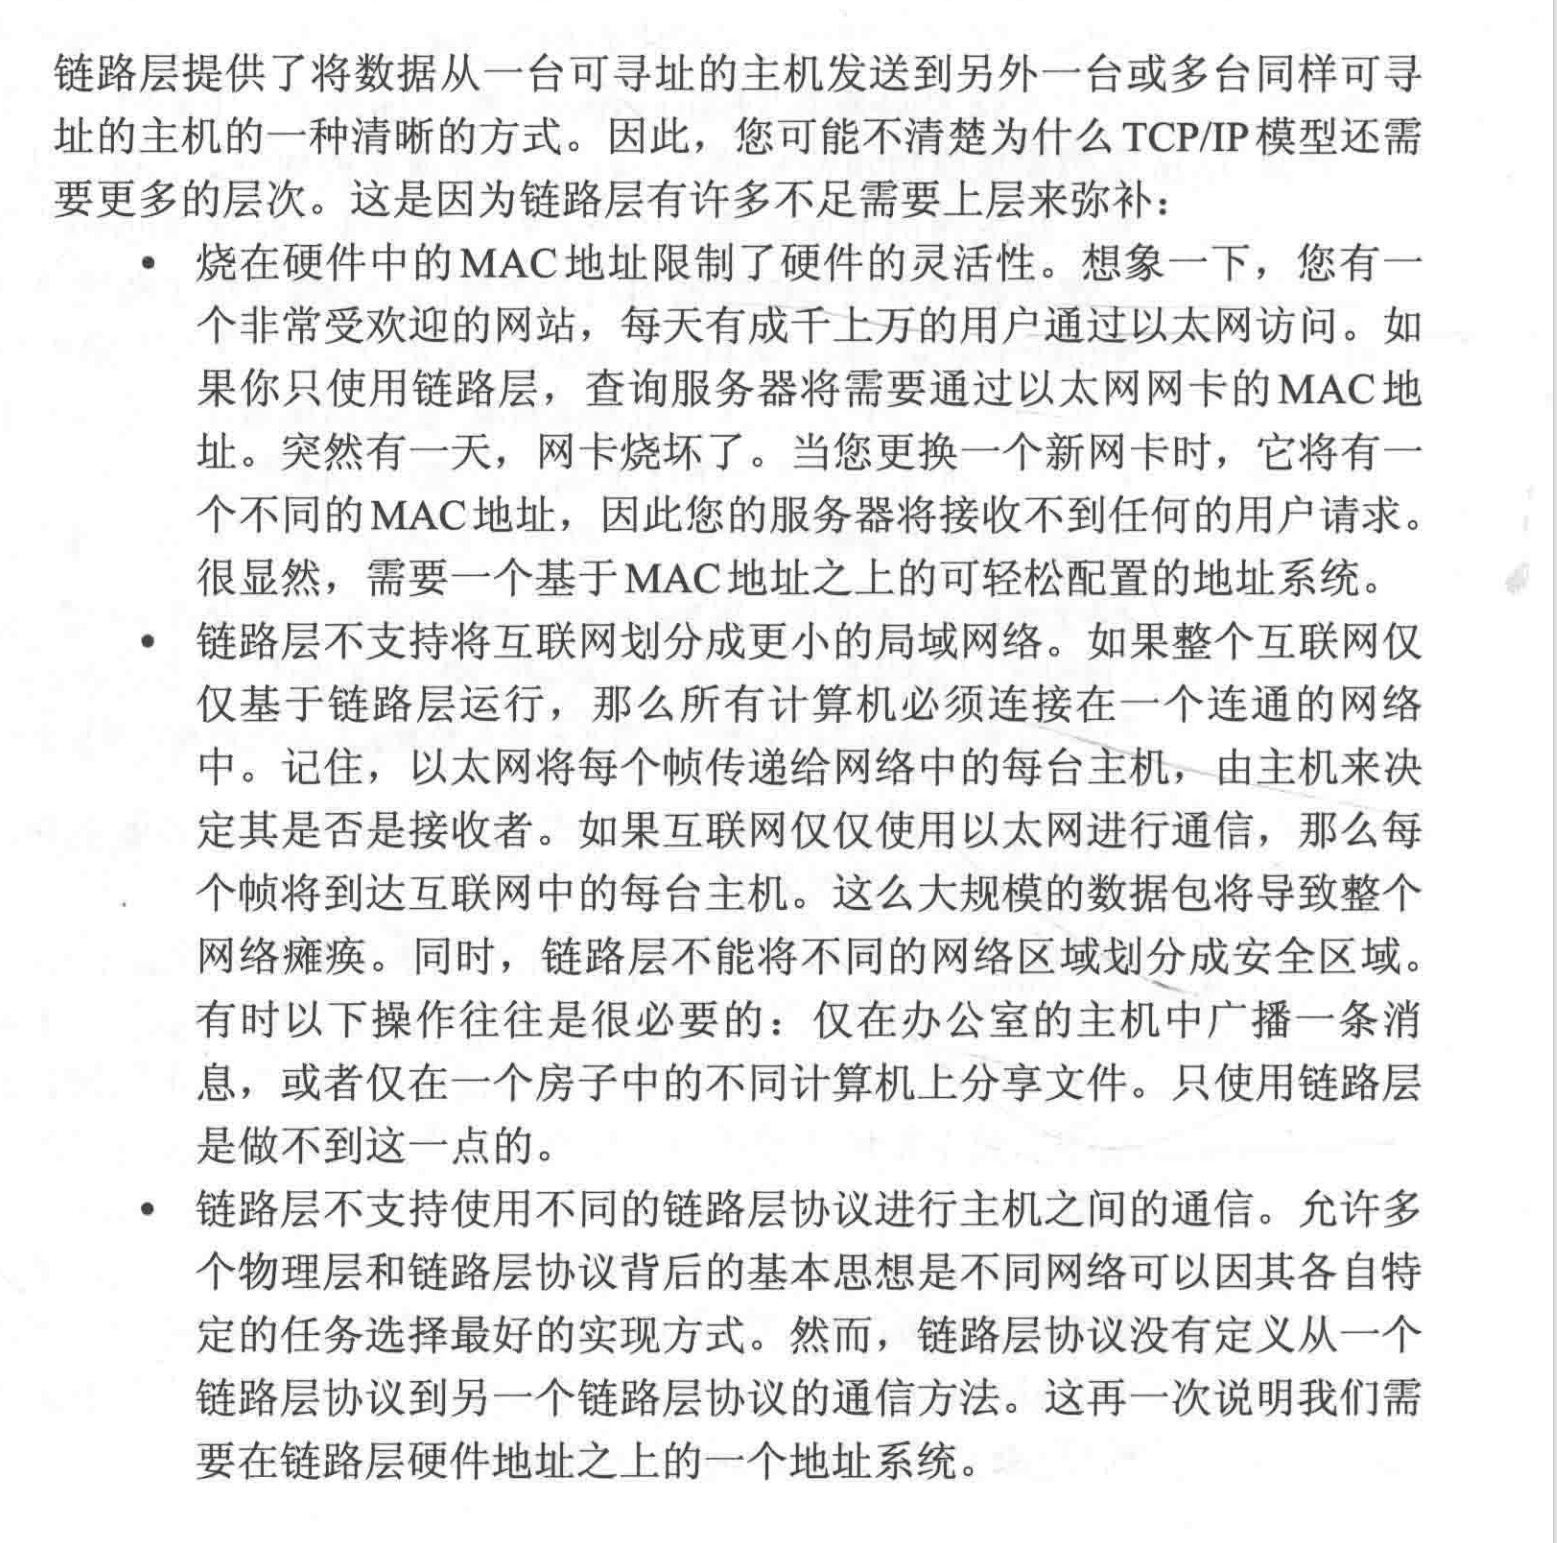 链路层提供了将数据从一台可寻址的主机发送到另外一台或多台同样可寻
址的主机的一种清晰的方式。因此，您可能不清楚为什么TCP/IP模型还需
要更多的层次。这是因为链路层有许多不足需要上层来弥补：
• 烧在硬件中的MAC地址限制了硬件的灵活性。想象一下，您有一
个非常受欢迎的网站，每天有成千上万的用户通过以太网访问。如
果你只使用链路层，查询服务器将需要通过以太网网卡的MAC地
址。突然有一天，网卡烧坏了。当您更换一个新网卡时，它将有一
个不同的MAC地址，因此您的服务器将接收不到任何的用户请求。
很显然，需要一个基于MAC地址之上的可轻松配置的地址系统。
• 链路层不支持将互联网划分成更小的局域网络。如果整个互联网仅
仅基于链路层运行，那么所有计算机必须连接在一个连通的网络
中。记住，以太网将每个帧传递给网络中的每台主机，由主机来决
定其是否是接收者。如果互联网仅仅使用以太网进行通信，那么每
个帧将到达互联网中的每台主机。这么大规模的数据包将导致整个
网络瘫痪。同时，链路层不能将不同的网络区域划分成安全区域。
有时以下操作往往是很必要的：仅在办公室的主机中广播一条消
息，或者仅在一个房子中的不同计算机上分享文件。只使用链路层
是做不到这一点的。
• 链路层不支持使用不同的链路层协议进行主机之间的通信。允许多
个物理层和链路层协议背后的基本思想是不同网络可以因其各自特
定的任务选择最好的实现方式。然而，链路层协议没有定义从一个
链路层协议到另一个链路层协议的通信方法。这再一次说明我们需
要在链路层硬件地址之上的一个地址系统。